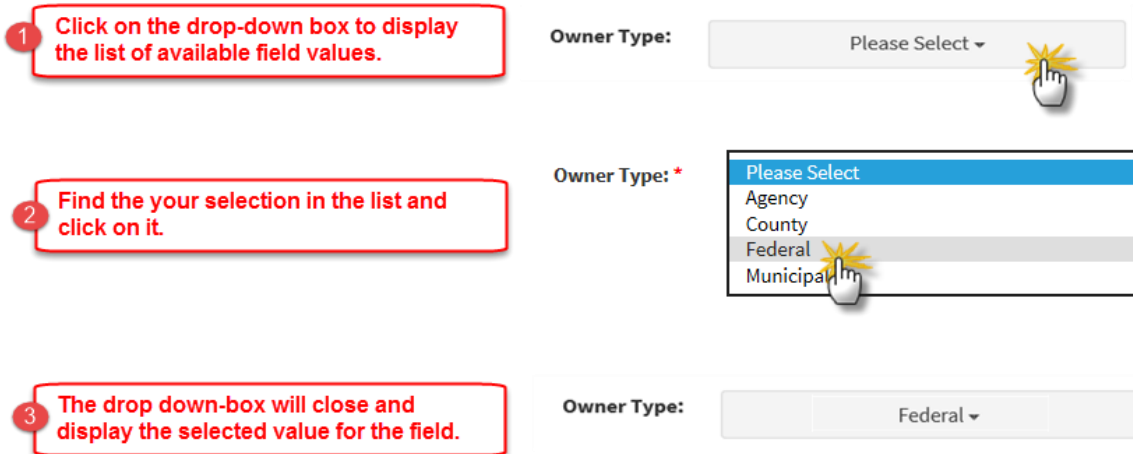 1 Click on the drop-down box to display
the list of available field values.
Owner Type:
Please Select
2 Find the your selection in the list and
click on it.
Owner Type: *
Please Select
Agency
County
Federal
Municipal
3 The drop down-box will close and
display the selected value for the field.
Owner Type:
Federal